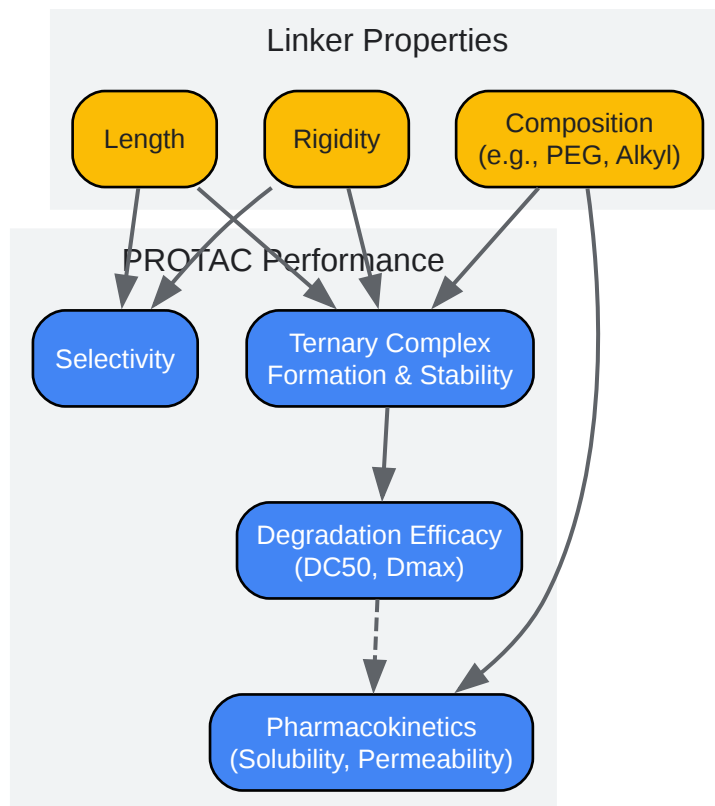 Linker Properties
Length
Rigidity
Composition
(e.g., PEG, Alkyl)
PROTAC Performance
Selectivity
Ternary Complex
Formation & Stability
Degradation Efficacy
(DC50, Dmax)
Pharmacokinetics
(Solubility, Permeability)